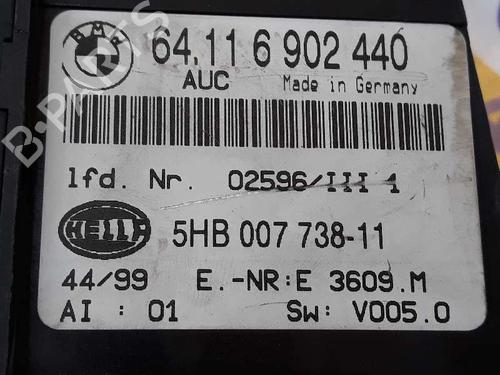 BMW
64.11 6 902 440
AUC Made in Germany
lfd. Nr. 02596/III 1
HELLA 5HB 007 738-11
44/99 E.-NR:E 3609.M
AI : 01 Sw: V005.0
B-PARTS